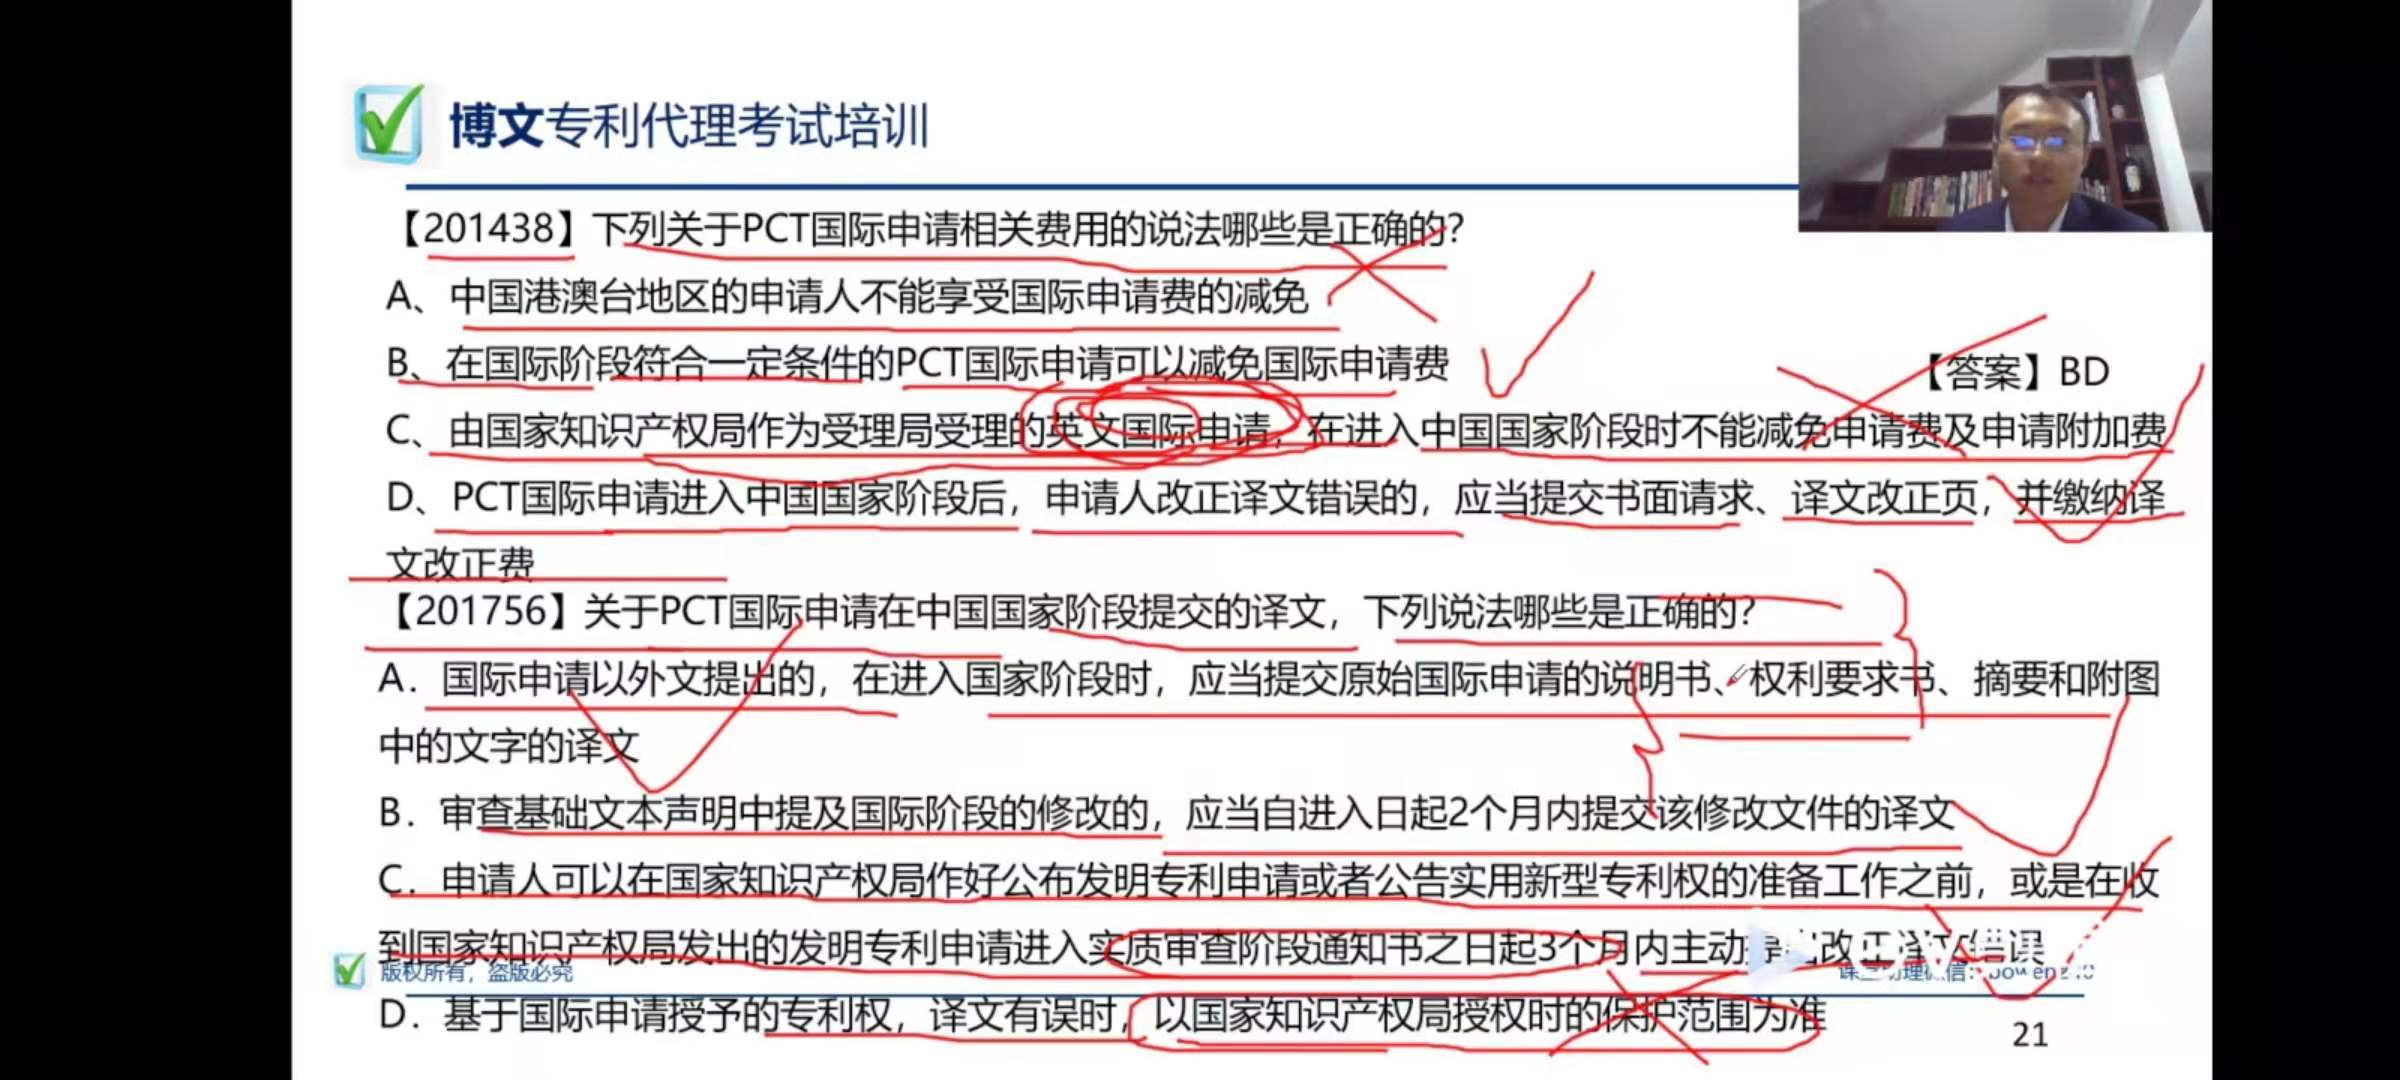 博文专利代理考试培训
【201438】下列关于PCT国际申请相关费用的说法哪些是正确的？
A、中国港澳台地区的申请人不能享受国际申请费的减免
B、在国际阶段符合一定条件的PCT国际申请可以减免国际申请费
【答案】BD
C、由国家知识产权局作为受理局受理的英文国际申请，在进入中国国家阶段时不能减免申请费及申请附加费
D、PCT国际申请进入中国国家阶段后，申请人改正译文错误的，应当提交书面请求、译文改正页，并缴纳译
文改正费
【201756】关于PCT国际申请在中国国家阶段提交的译文，下列说法哪些是正确的？
A．国际申请以外文提出的，在进入国家阶段时，应当提交原始国际申请的说明书、权利要求书、摘要和附图
中的文字的译文
B．审查基础文本声明中提及国际阶段的修改的，应当自进入日起2个月内提交该修改文件的译文
C．申请人可以在国家知识产权局作好公布发明专利申请或者公告实用新型专利权的准备工作之前，或是在收
到国家知识产权局发出的发明专利申请进入实质审查阶段通知书之日起3个月内主动提出改正译文错误
版权所有，盗版必究
D．基于国际申请授予的专利权，译文有误时，以国家知识产权局授权时的保护范围为准
21